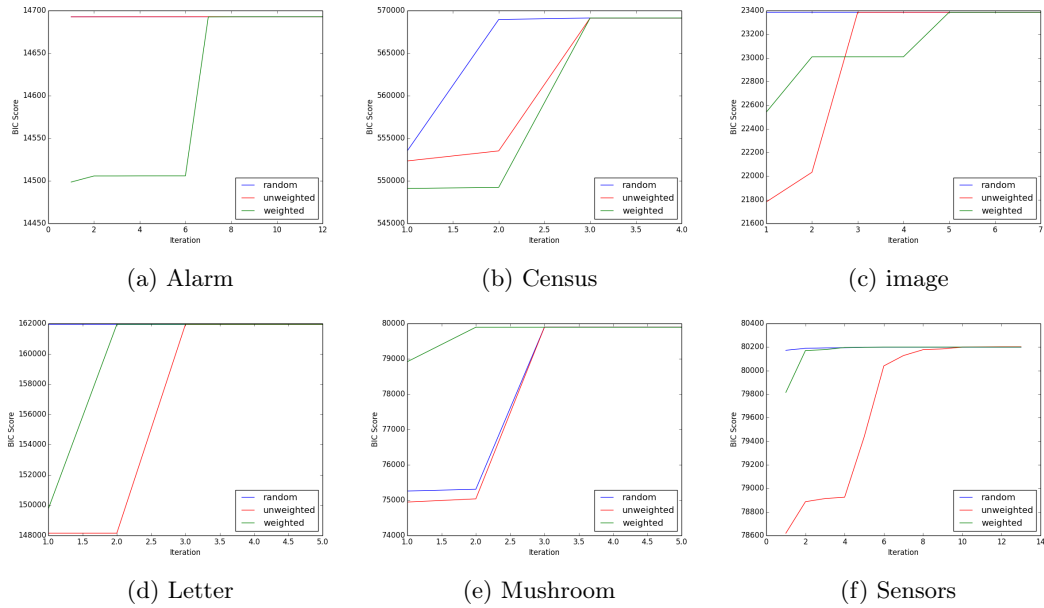 14700
14650
14600
14550
14500
14450
BIC Score
0 2 4 6 8 10 12
Iteration
random
unweighted
weighted
(a) Alarm
570000
565000
560000
555000
550000
545000
BIC Score
1.0 1.5 2.0 2.5 3.0 3.5 4.0
Iteration
random
unweighted
weighted
(b) Census
23400
23200
23000
22800
22600
22400
22200
22000
21800
21600
BIC Score
1 2 3 4 5 6 7
Iteration
random
unweighted
weighted
(c) image
162000
160000
158000
156000
154000
152000
150000
148000
BIC Score
1.0 1.5 2.0 2.5 3.0 3.5 4.0 4.5 5.0
Iteration
random
unweighted
weighted
(d) Letter
80000
79000
78000
77000
76000
75000
74000
BIC Score
1.0 1.5 2.0 2.5 3.0 3.5 4.0 4.5 5.0
Iteration
random
unweighted
weighted
(e) Mushroom
80400
80200
80000
79800
79600
79400
79200
79000
78800
78600
BIC Score
0 2 4 6 8 10 12 14
Iteration
random
unweighted
weighted
(f) Sensors